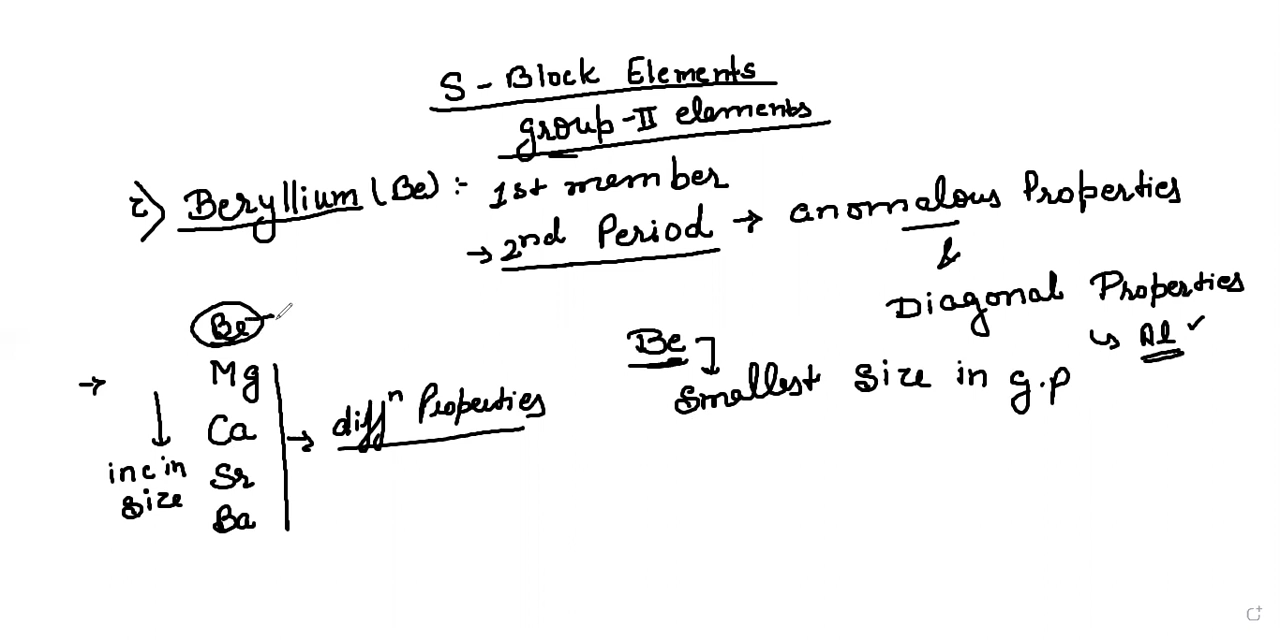 S - Block Elements
group - II elements
i) Beryllium (Be) :- 1st member
→ 2nd Period → anomalous Properties
&
Diagonal Properties
↳ Al ✓
Be
Mg
Ca
Sr
Ba
→
↓
inc in
size
→ diffⁿ Properties
Be
Smallest size in g.p